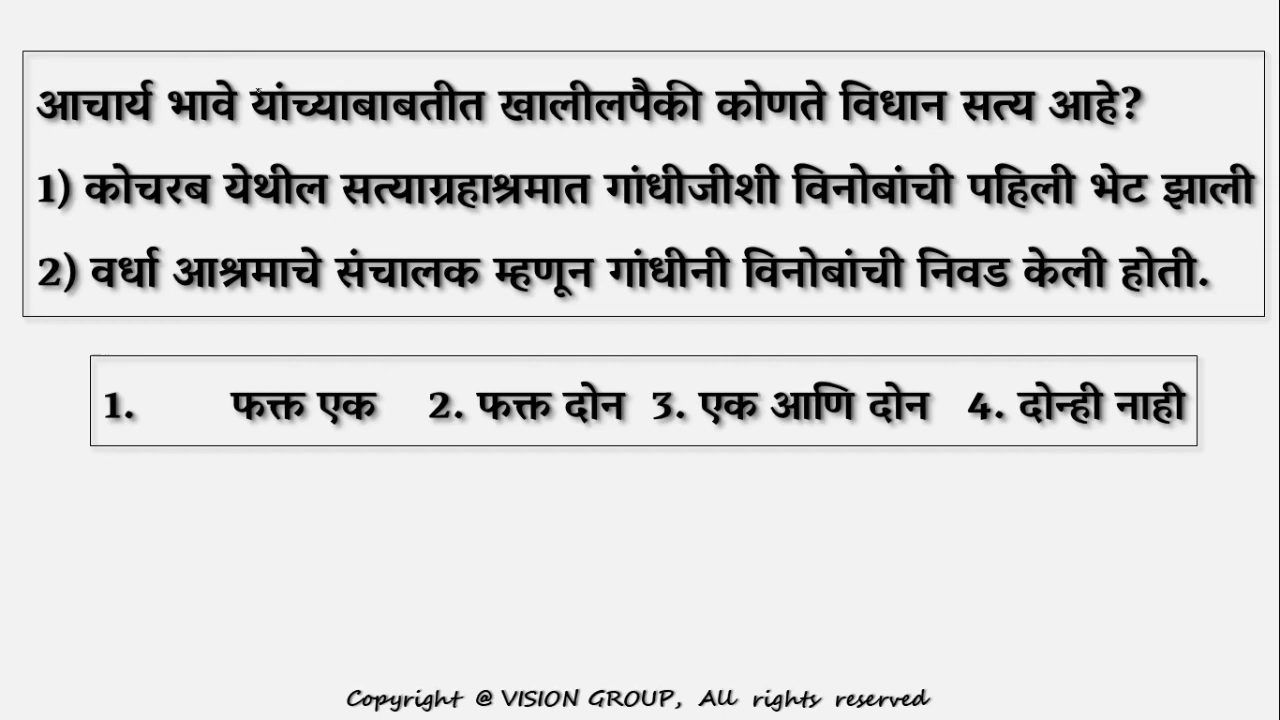 आचार्य भावे यांच्याबाबतीत खालीलपैकी कोणते विधान सत्य आहे?
1) कोचरब येथील सत्याग्रहाश्रमात गांधीजीशी विनोबांची पहिली भेट झाली
2) वर्धा आश्रमाचे संचालक म्हणून गांधीनी विनोबांची निवड केली होती.
1. फक्त एक 2. फक्त दोन 3. एक आणि दोन 4. दोन्ही नाही
Copyright @ VISION GROUP, All rights reserved